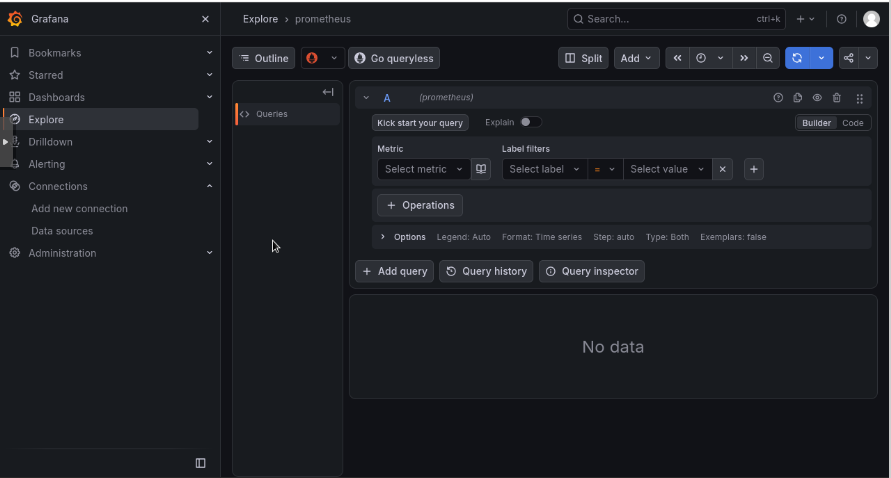 Grafana
Explore › prometheus
Search...
ctrl+k
Bookmarks
Starred
Dashboards
Explore
Drilldown
Alerting
Connections
Add new connection
Data sources
Administration
Outline
Go queryless
Split
Add
Queries
A (prometheus)
Kick start your query
Explain
Builder
Code
Metric
Label filters
Select metric
Select label
=
Select value
+ Operations
Options Legend: Auto Format: Time series Step: auto Type: Both Exemplars: false
+ Add query
Query history
Query inspector
No data